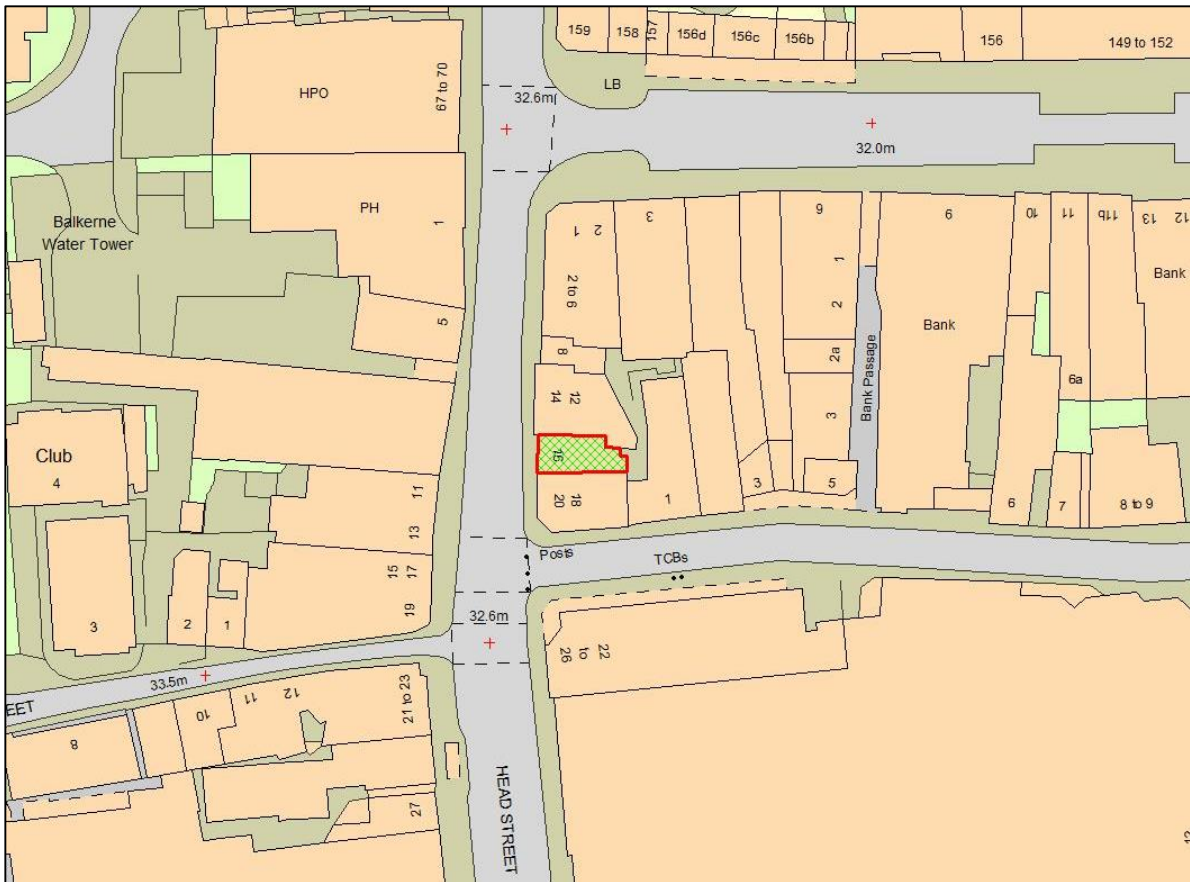 159
158
157
156d
156c
156b
156
149 to 152
HPO
67 to 70
LB
32.6m
32.0m
Balkerne
Water Tower
PH
1
5
1
2
2 to 6
3
8
12
14
16
18
20
1
9
1
2
2a
3
5
3
Bank Passage
9
Bank
10
11
11b
13
12
Bank
6a
6
7
8 to 9
Club
4
3
2
1
11
13
15
17
19
Posts
TCBs
32.6m
33.5m
EET
8
10
11
12
21 to 23
27
22
to
26
HEAD STREET